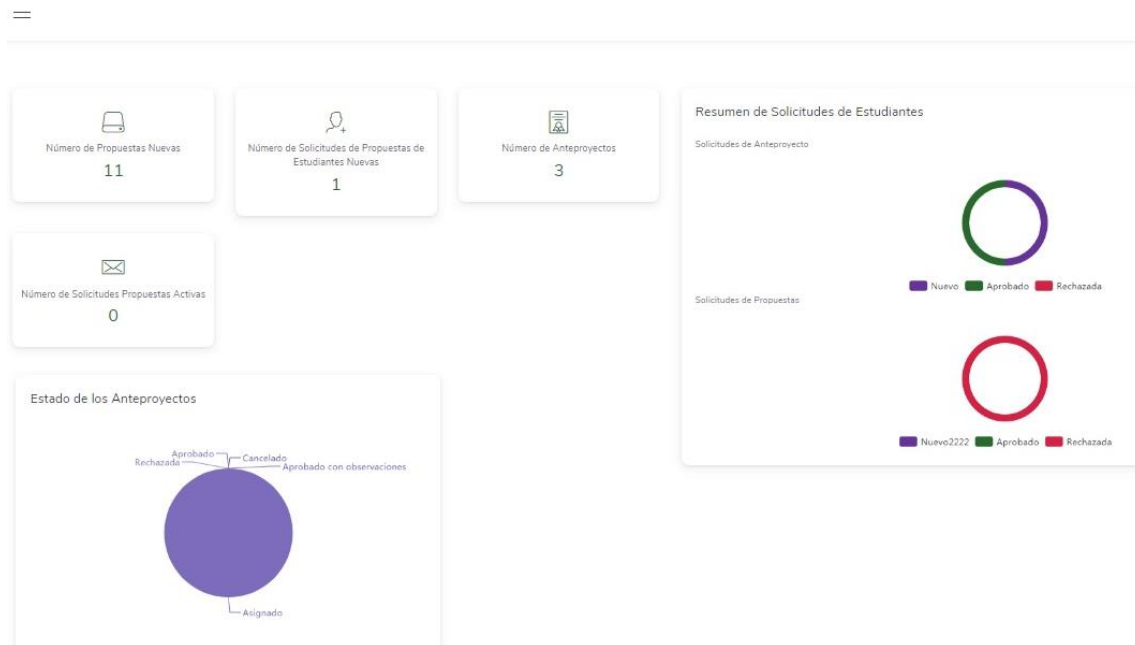 Número de Propuestas Nuevas
11
Número de Solicitudes de Propuestas de
Estudiantes Nuevas
1
Número de Anteproyectos
3
Número de Solicitudes Propuestas Activas
0
Estado de los Anteproyectos
Aprobado
Cancelado
Rechazada
Aprobado con observaciones
Asignado
Resumen de Solicitudes de Estudiantes
Solicitudes de Anteproyecto
Nuevo Aprobado Rechazada
Solicitudes de Propuestas
Nuevo2222 Aprobado Rechazada